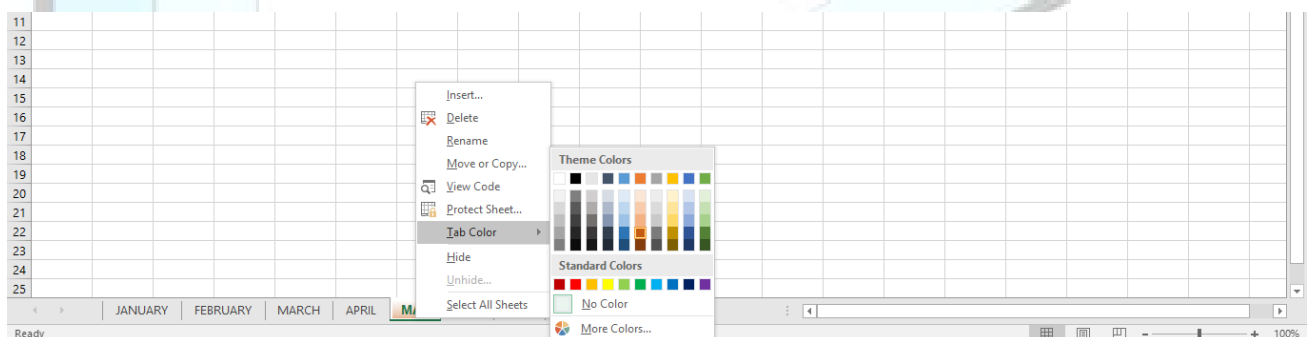 11
12
13
14
15
16
17
18
19
20
21
22
23
24
25
Insert...
Delete
Rename
Move or Copy...
View Code
Protect Sheet...
Tab Color
Hide
Unhide...
Select All Sheets
Theme Colors
Standard Colors
No Color
More Colors...
JANUARY FEBRUARY MARCH APRIL
Ready 100%